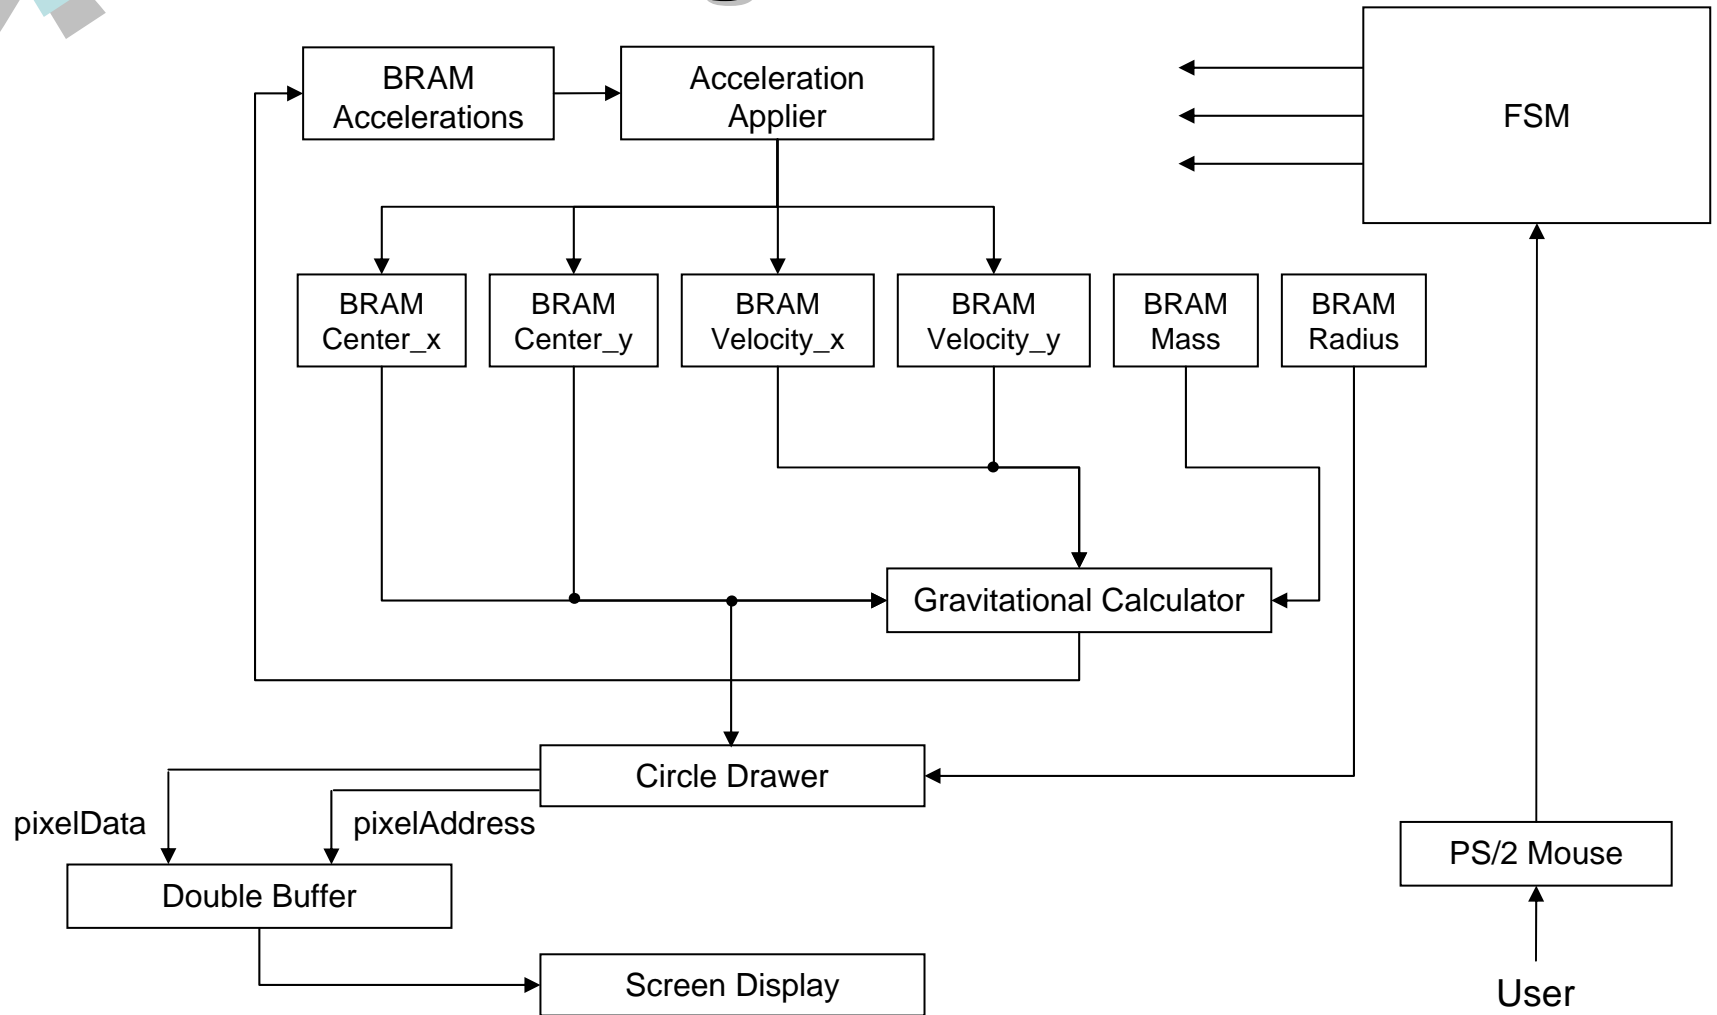 BRAM
Accelerations
Acceleration
Applier
FSM
BRAM
Center_x
BRAM
Center_y
BRAM
Velocity_x
BRAM
Velocity_y
BRAM
Mass
BRAM
Radius
Gravitational Calculator
Circle Drawer
pixelData
pixelAddress
PS/2 Mouse
Double Buffer
Screen Display
User